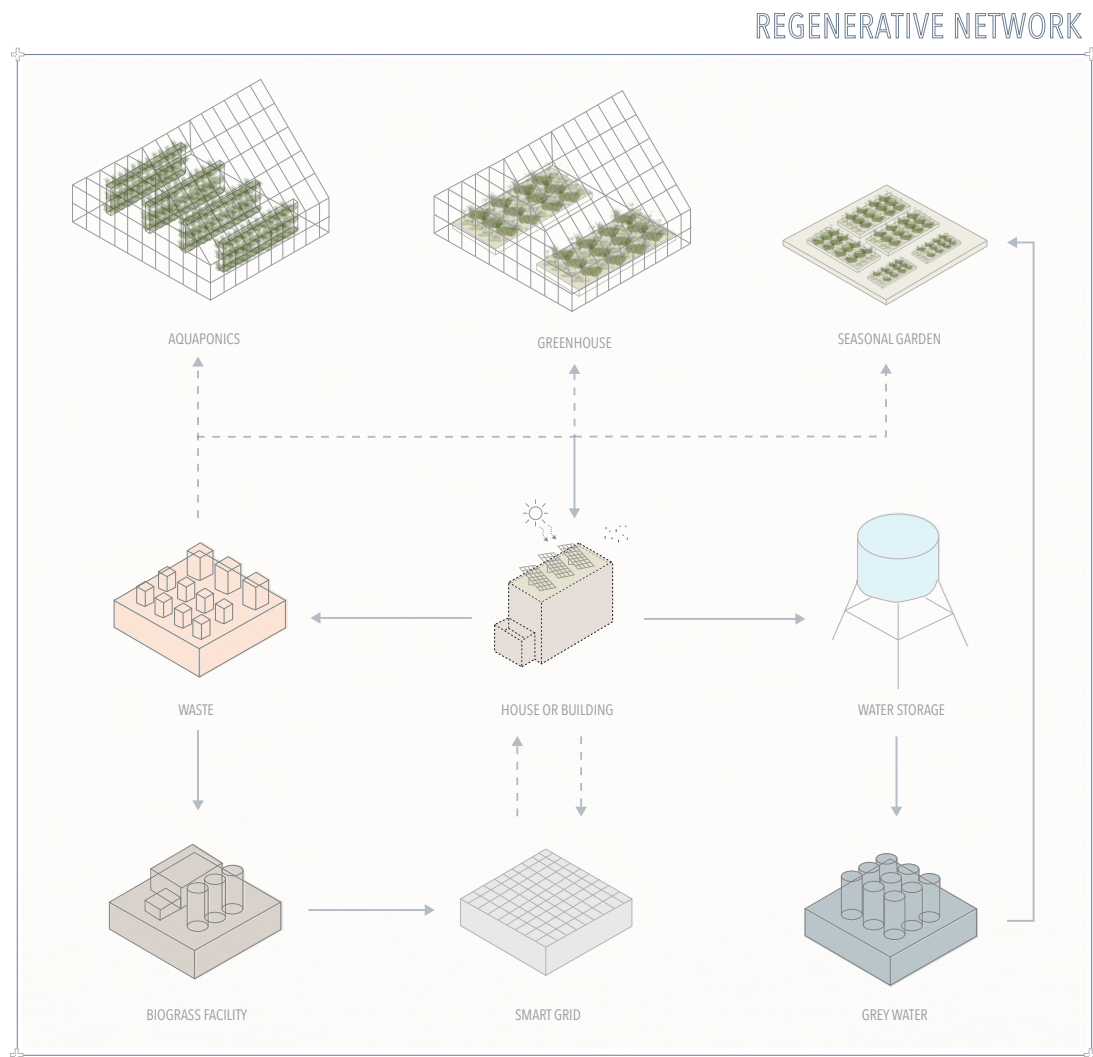 REGENERATIVE NETWORK
AQUAPONICS
GREENHOUSE
SEASONAL GARDEN
WASTE
HOUSE OR BUILDING
WATER STORAGE
BIOGRASS FACILITY
SMART GRID
GREY WATER